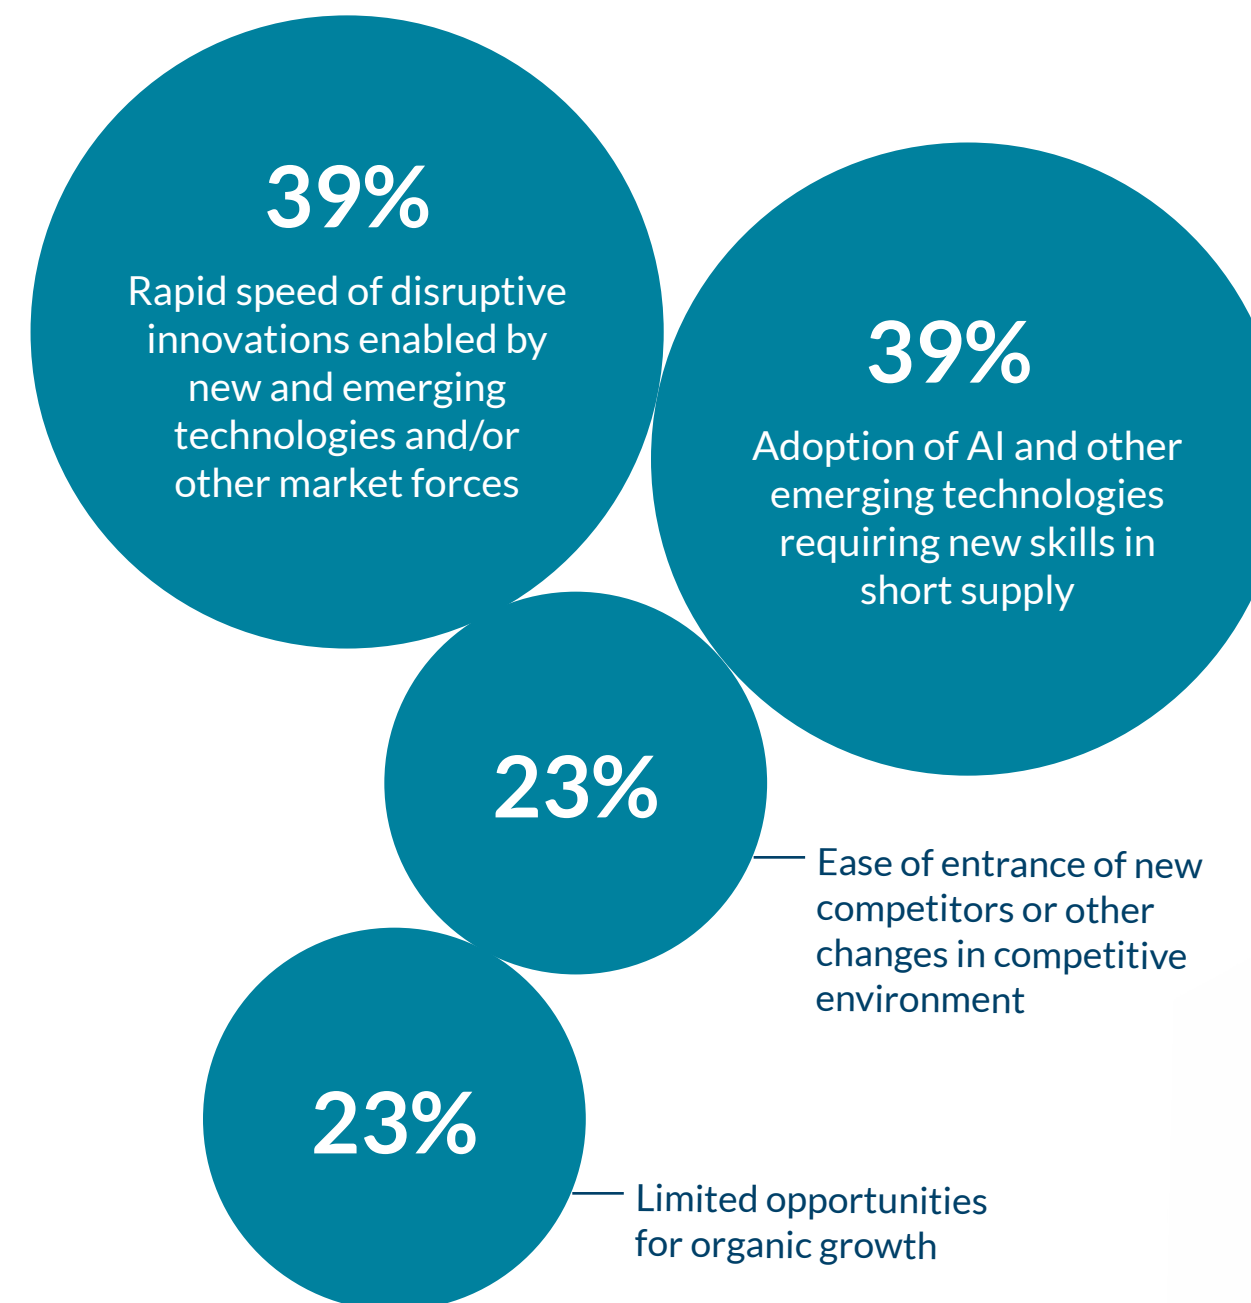 39%
Rapid speed of disruptive
innovations enabled by
new and emerging
technologies and/or
other market forces
39%
Adoption of AI and other
emerging technologies
requiring new skills in
short supply
23%
Ease of entrance of new
competitors or other
changes in competitive
environment
23%
Limited opportunities
for organic growth